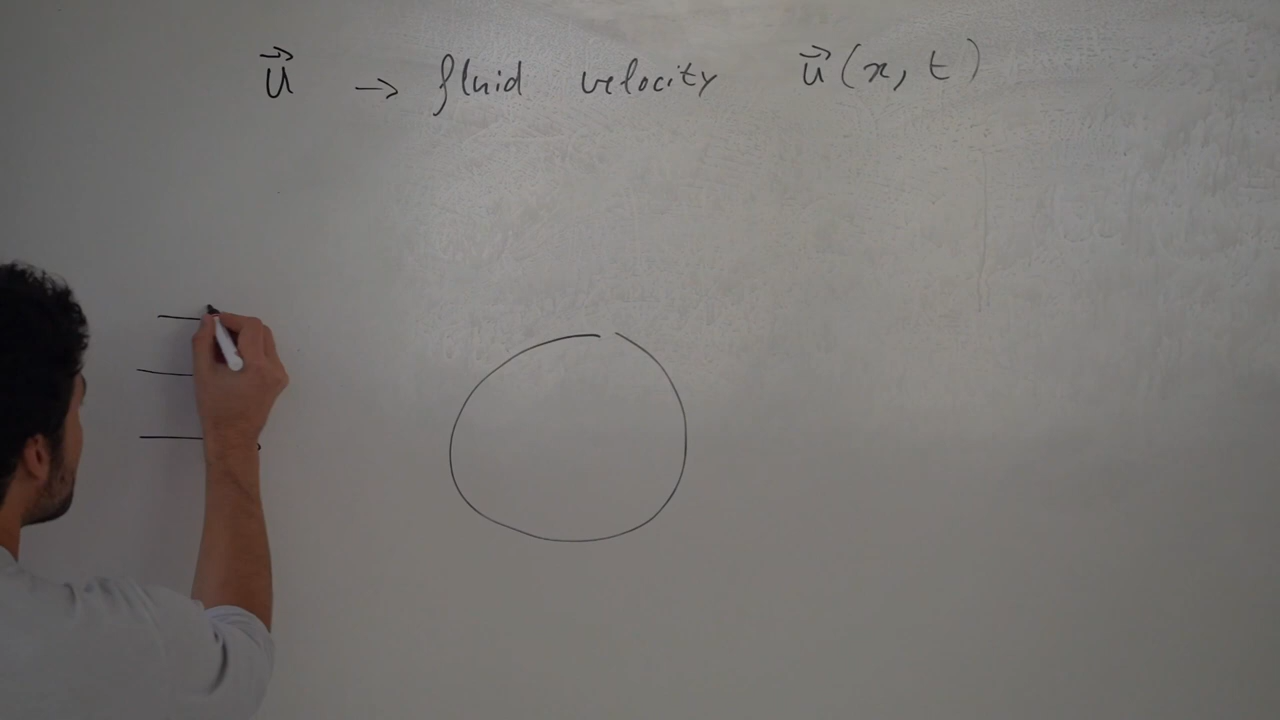 u⃗ → fluid velocity u⃗(x, t)